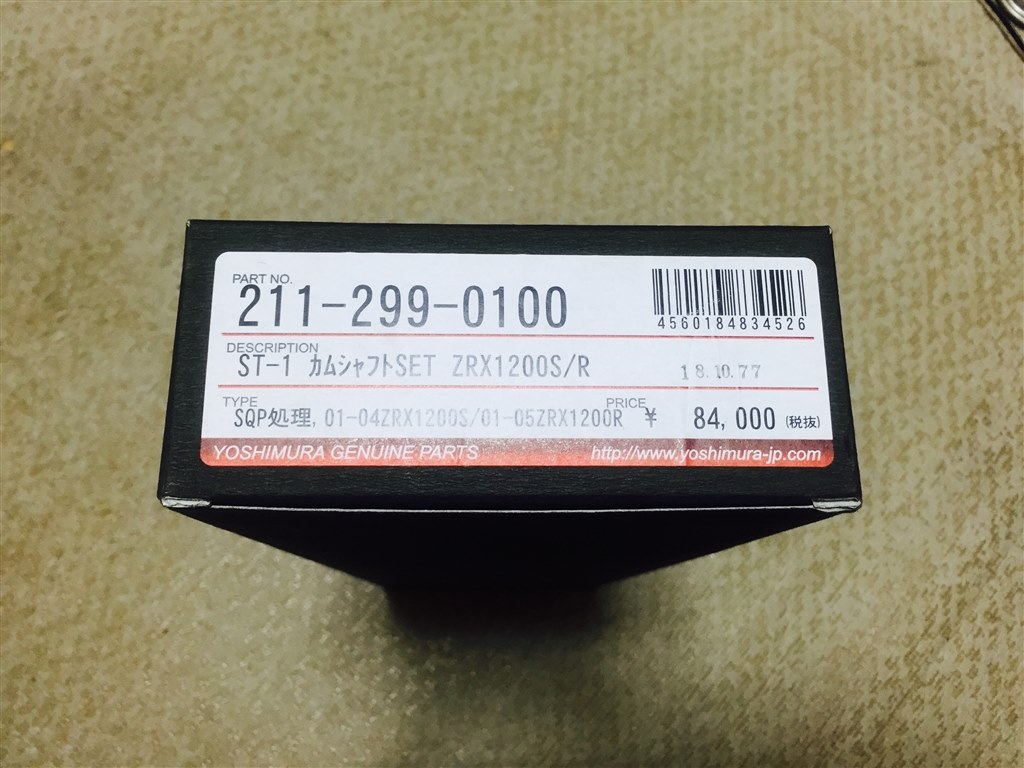 PART NO.
211-299-0100
4560184834526
DESCRIPTION
ST-1 カムシャフトSET ZRX1200S/R
18.10.77
TYPE
PRICE
SQP処理,01-04ZRX1200S/01-05ZRX1200R ¥ 84,000 (税抜)
YOSHIMURA GENUINE PARTS http://www.yoshimura-jp.com